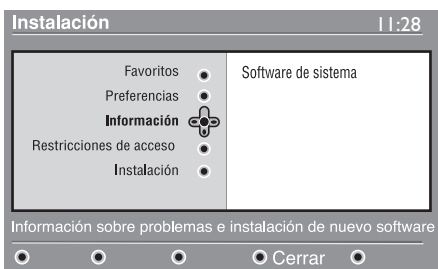 Instalación 11:28
Favoritos
Preferencias
Información
Restricciones de acceso
Instalación
Software de sistema
Información sobre problemas e instalación de nuevo software
Cerrar